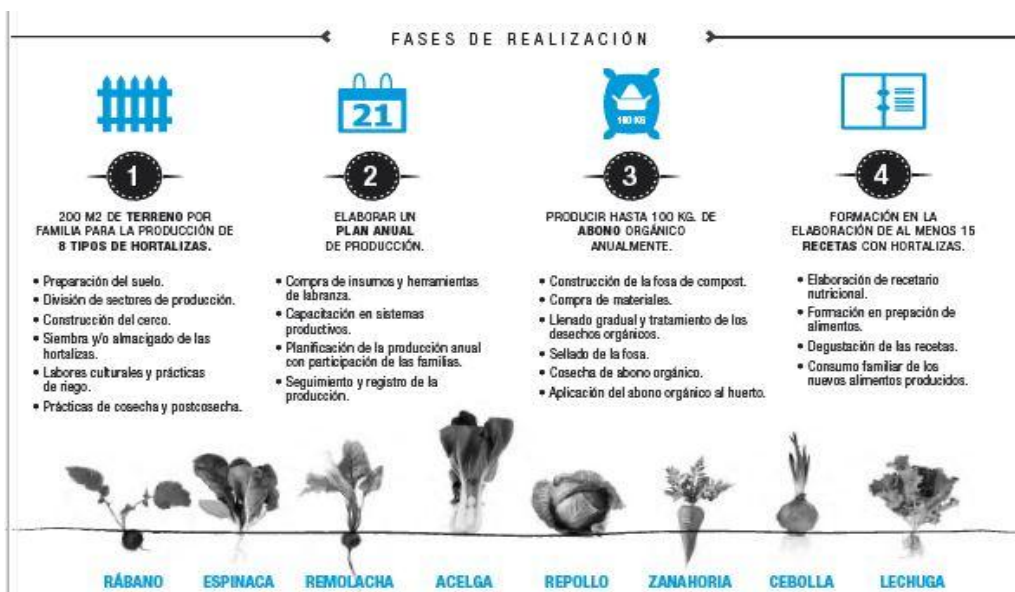 FASES DE REALIZACIÓN
21
1
200 M2 DE TERRENO POR
FAMILIA PARA LA PRODUCCIÓN DE
8 TIPOS DE HORTALIZAS.
• Preparación del suelo.
• División de sectores de producción.
• Construcción del cerco.
• Siembra y/o almacigado de las
hortalizas.
• Labores culturales y prácticas
de riego.
• Prácticas de cosecha y postcosecha.
2
ELABORAR UN
PLAN ANUAL
DE PRODUCCIÓN.
• Compra de insumos y herramientas
de labranza.
• Capacitación en sistemas
productivos.
• Planificación de la producción anual
con participación de las familias.
• Seguimiento y registro de la
producción.
100 KG
3
PRODUCIR HASTA 100 KG. DE
ABONO ORGÁNICO
ANUALMENTE.
• Construcción de la fosa de compost.
• Compra de materiales.
• Llenado gradual y tratamiento de los
desechos orgánicos.
• Sellado de la fosa.
• Cosecha de abono orgánico.
• Aplicación del abono orgánico al huerto.
4
FORMACIÓN EN LA
ELABORACIÓN DE AL MENOS 15
RECETAS CON HORTALIZAS.
• Elaboración de recetario
nutricional.
• Formación en prepación de
alimentos.
• Degustación de las recetas.
• Consumo familiar de los
nuevos alimentos producidos.
RÁBANO
ESPINACA
REMOLACHA
ACELGA
REPOLLO
ZANAHORIA
CEBOLLA
LECHUGA